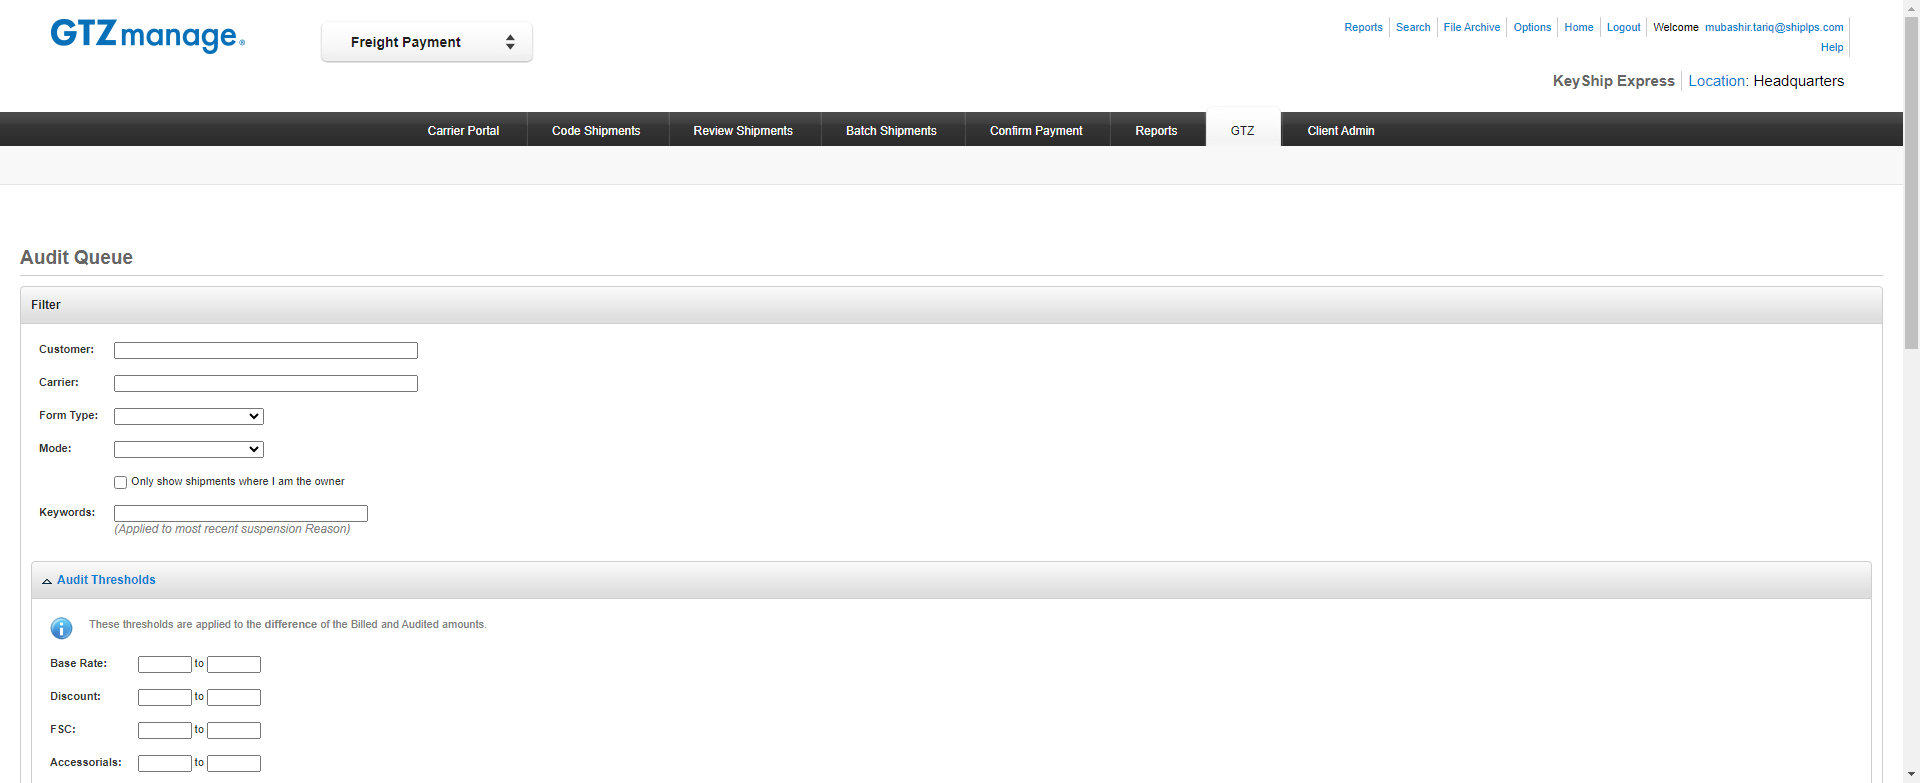 GTZmanage®
Freight Payment
Reports Search File Archive Options Home Logout Welcome mubashir.tariq@shiplps.com
Help
KeyShip Express Location: Headquarters
Carrier Portal Code Shipments Review Shipments Batch Shipments Confirm Payment Reports GTZ Client Admin
Audit Queue
Filter
Customer:
Carrier:
Form Type:
Mode:
Only show shipments where I am the owner
Keywords:
(Applied to most recent suspension Reason)
Audit Thresholds
These thresholds are applied to the difference of the Billed and Audited amounts.
Base Rate: to
Discount: to
FSC: to
Accessorials: to